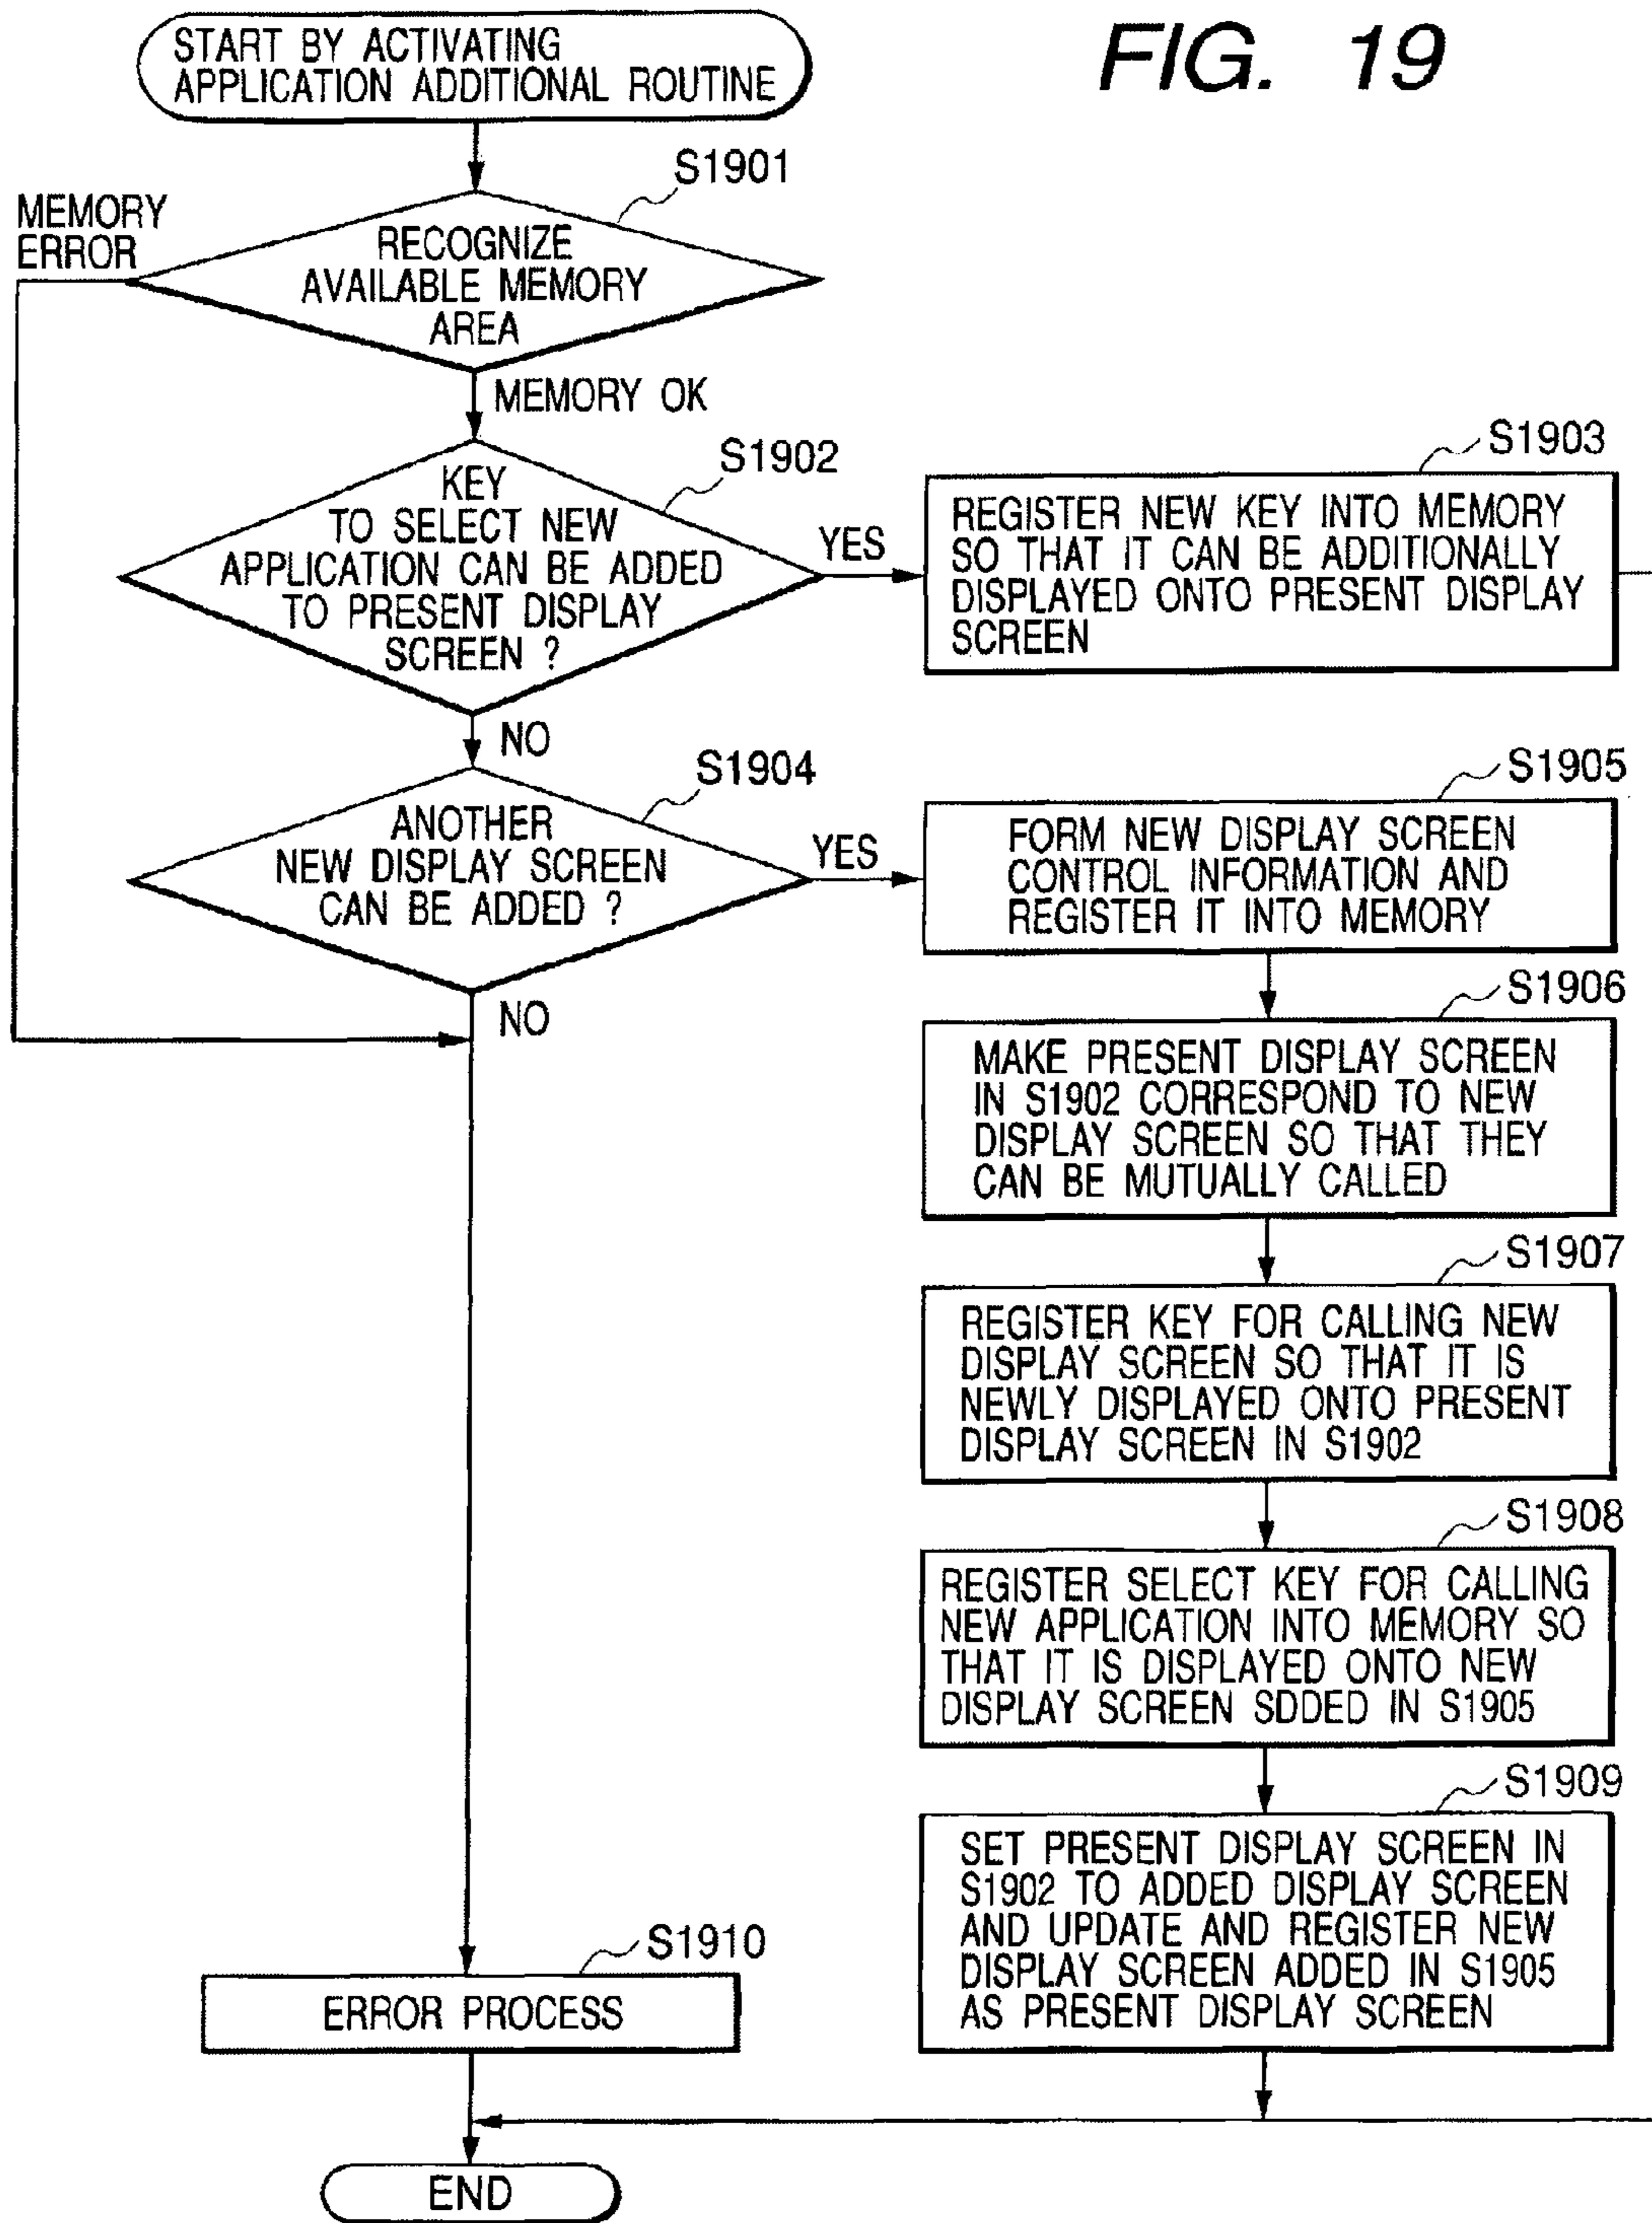 FIG. 19
START BY ACTIVATING
APPLICATION ADDITIONAL ROUTINE
S1901
MEMORY
ERROR
RECOGNIZE
AVAILABLE MEMORY
AREA
MEMORY OK
S1902
KEY
TO SELECT NEW
APPLICATION CAN BE ADDED
TO PRESENT DISPLAY
SCREEN ?
YES
S1903
REGISTER NEW KEY INTO MEMORY
SO THAT IT CAN BE ADDITIONALLY
DISPLAYED ONTO PRESENT DISPLAY
SCREEN
NO
S1904
ANOTHER
NEW DISPLAY SCREEN
CAN BE ADDED ?
YES
S1905
FORM NEW DISPLAY SCREEN
CONTROL INFORMATION AND
REGISTER IT INTO MEMORY
NO
S1906
MAKE PRESENT DISPLAY SCREEN
IN S1902 CORRESPOND TO NEW
DISPLAY SCREEN SO THAT THEY
CAN BE MUTUALLY CALLED
S1907
REGISTER KEY FOR CALLING NEW
DISPLAY SCREEN SO THAT IT IS
NEWLY DISPLAYED ONTO PRESENT
DISPLAY SCREEN IN S1902
S1908
REGISTER SELECT KEY FOR CALLING
NEW APPLICATION INTO MEMORY SO
THAT IT IS DISPLAYED ONTO NEW
DISPLAY SCREEN SDDED IN S1905
S1909
SET PRESENT DISPLAY SCREEN IN
S1902 TO ADDED DISPLAY SCREEN
AND UPDATE AND REGISTER NEW
DISPLAY SCREEN ADDED IN S1905
AS PRESENT DISPLAY SCREEN
S1910
ERROR PROCESS
END